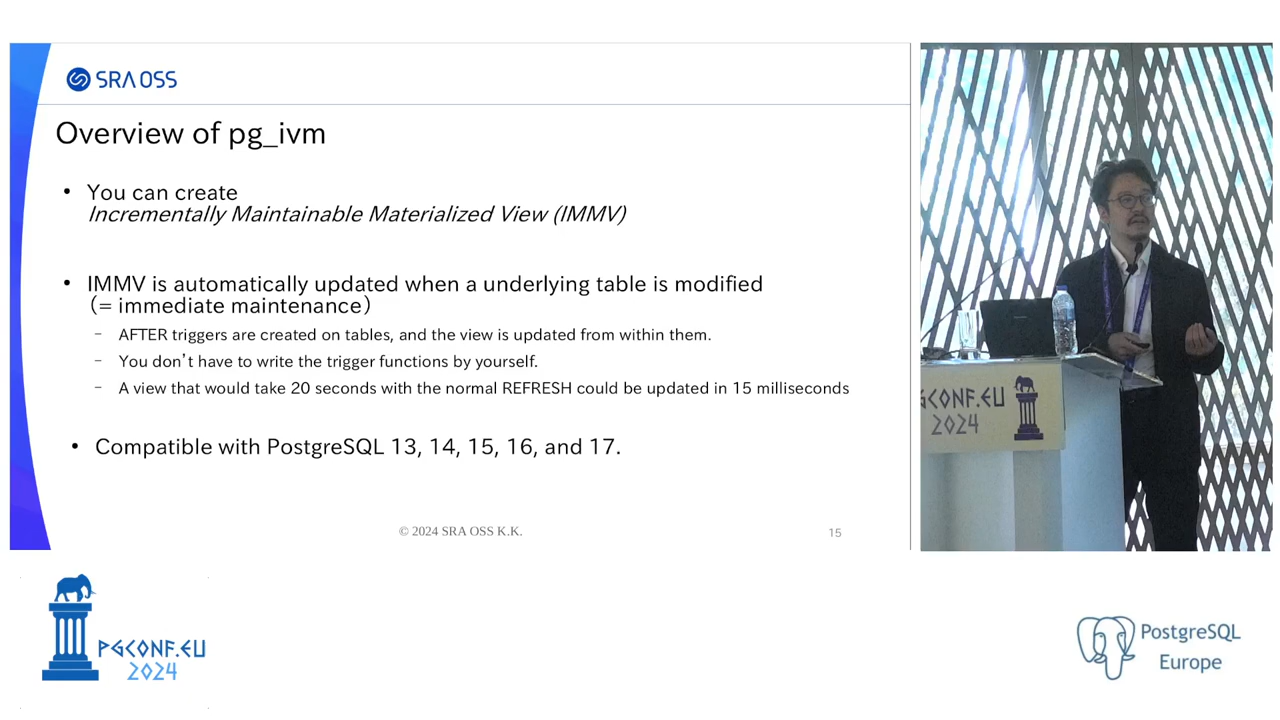 SRA OSS
Overview of pg_ivm
• You can create
Incrementally Maintainable Materialized View (IMMV)
• IMMV is automatically updated when a underlying table is modified
(= immediate maintenance)
– AFTER triggers are created on tables, and the view is updated from within them.
– You don’t have to write the trigger functions by yourself.
– A view that would take 20 seconds with the normal REFRESH could be updated in 15 milliseconds
• Compatible with PostgreSQL 13, 14, 15, 16, and 17.
© 2024 SRA OSS K.K.
15
GCONF.EU
2024
PGCONF.EU
2024
PostgreSQL
Europe